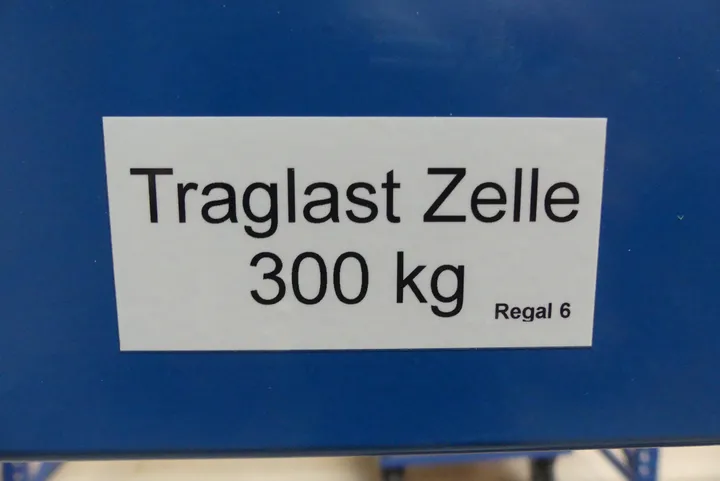 Traglast Zelle
300 kg
Regal 6